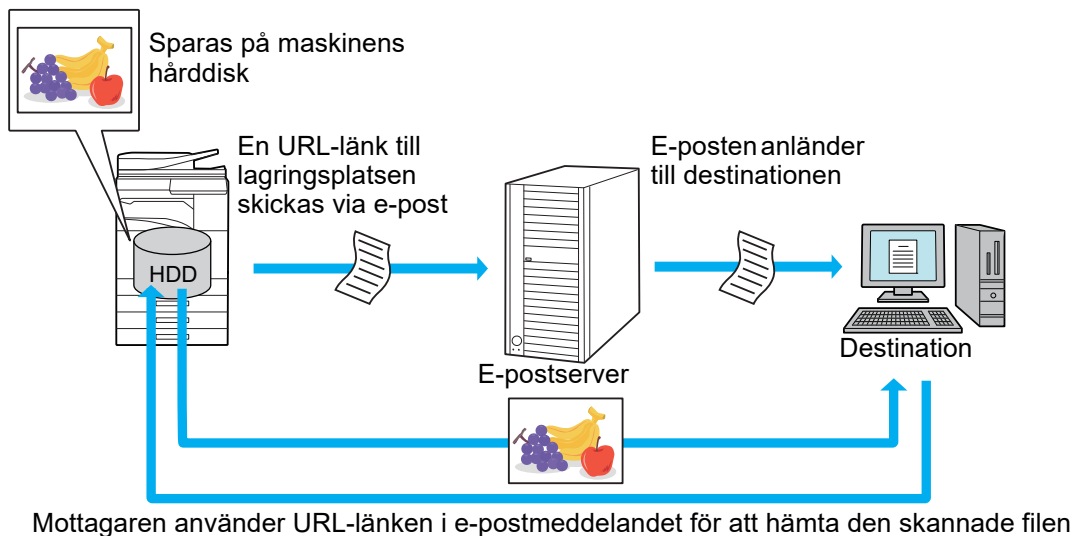 Sparas på maskinens
hårddisk
En URL-länk till
lagringsplatsen
skickas via e-post
E-posten anländer
till destinationen
HDD
E-postserver
Destination
Mottagaren använder URL-länken i e-postmeddelandet för att hämta den skannade filen